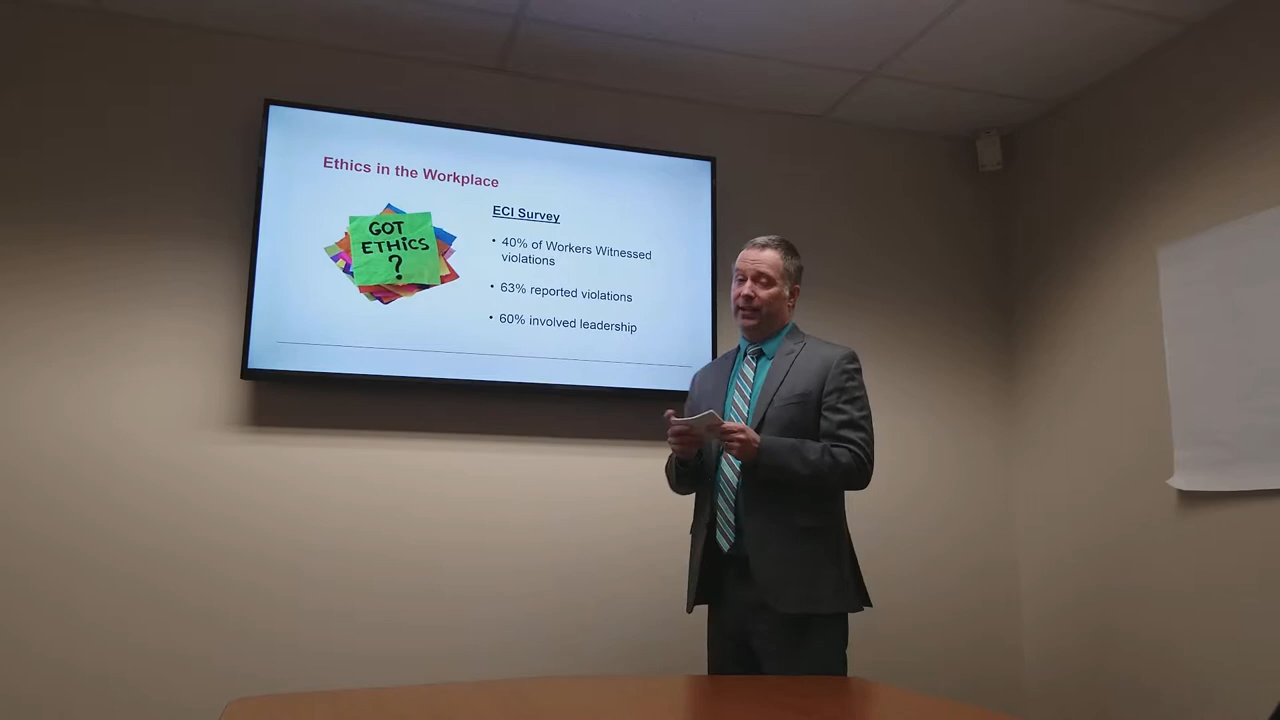 Ethics in the Workplace
GOT
ETHiCS
?
ECI Survey
• 40% of Workers Witnessed
violations
• 63% reported violations
• 60% involved leadership